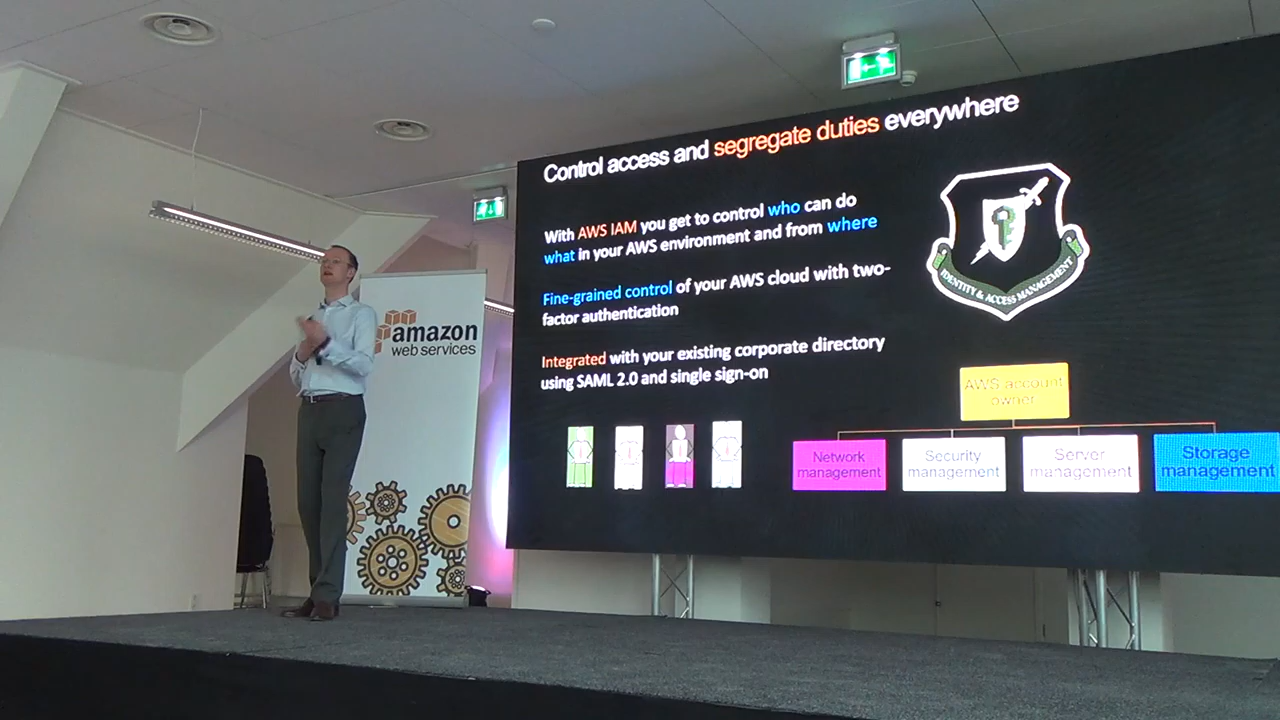 Control access and segregate duties everywhere
With AWS IAM you get to control who can do
what in your AWS environment and from where
Fine-grained control of your AWS cloud with two-
factor authentication
Integrated with your existing corporate directory
using SAML 2.0 and single sign-on
IDENTITY & ACCESS MANAGEMENT
AWS account
owner
Network
management
Security
management
Server
management
Storage
management
amazon
web services